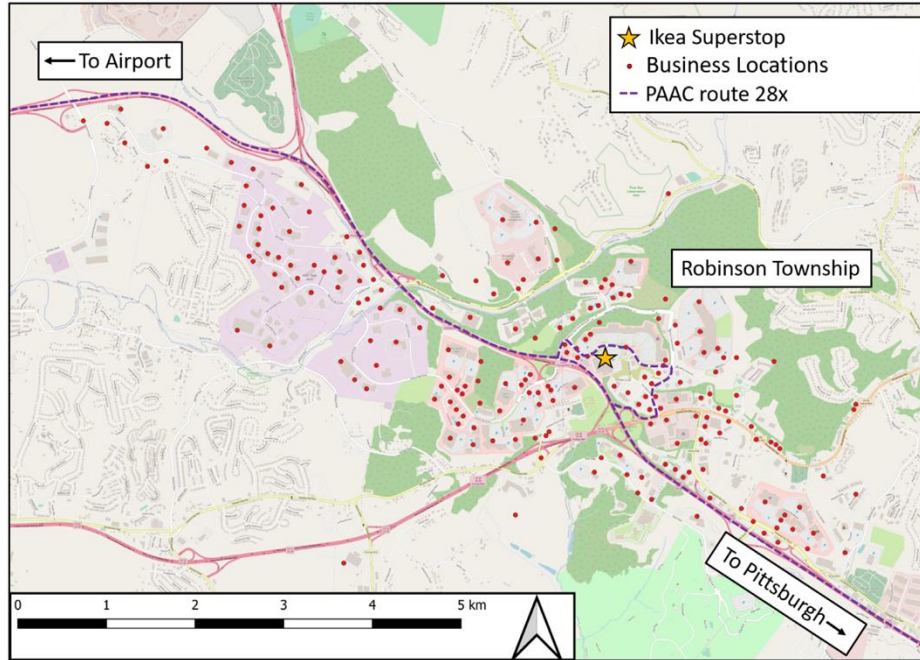 To Airport
Ikea Superstop
Business Locations
PAAC route 28x
Robinson Township
To Pittsburgh
0 1 2 3 4 5 km